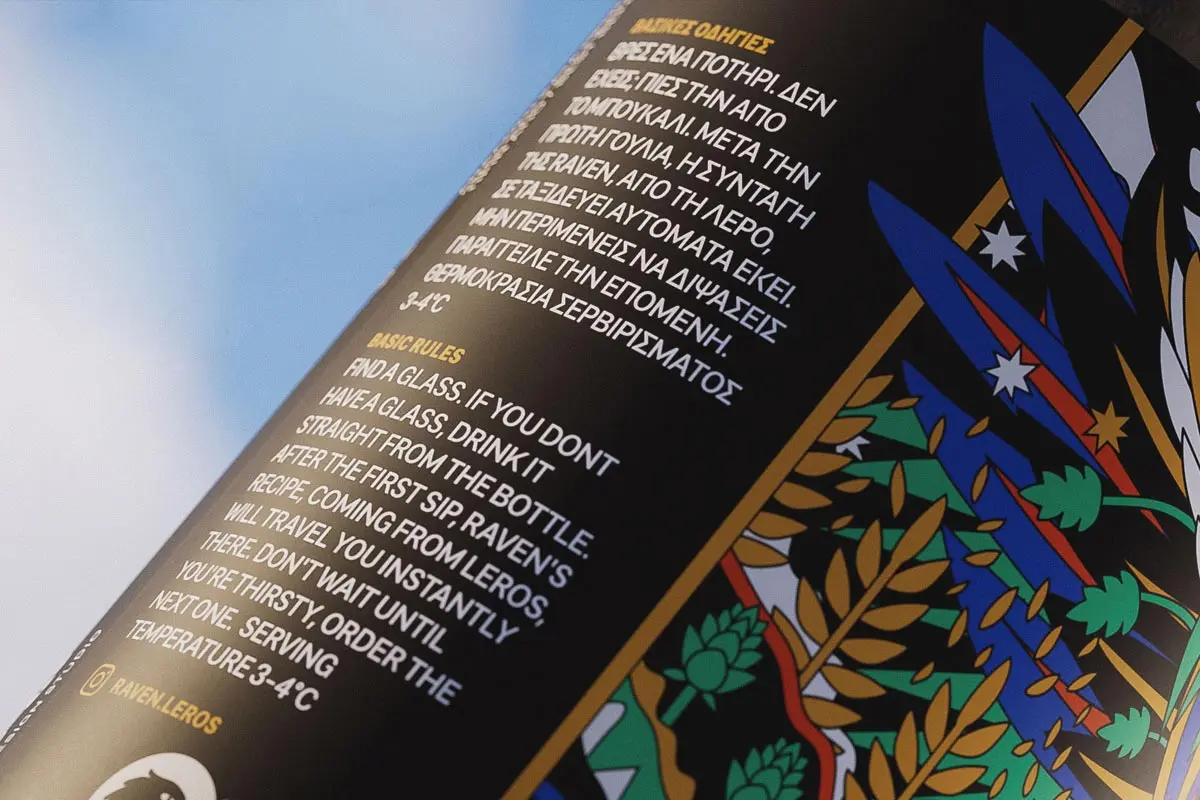 ΒΑΣΙΚΕΣ ΟΔΗΓΙΕΣ
ΒΡΕΣ ΕΝΑ ΠΟΤΗΡΙ. ΔΕΝ
ΕΧΕΙΣ; ΠΙΕΣ ΤΗΝ ΑΠΟ
ΤΟ ΜΠΟΥΚΑΛΙ. ΜΕΤΑ ΤΗΝ
ΠΡΩΤΗ ΓΟΥΛΙΑ, Η ΣΥΝΤΑΓΗ
ΤΗΣ RAVEN, ΑΠΟ ΤΗ ΛΕΡΟ,
ΣΕ ΤΑΞΙΔΕΥΕΙ ΑΥΤΟΜΑΤΑ ΕΚΕΙ.
ΜΗΝ ΠΕΡΙΜΕΝΕΙΣ ΝΑ ΔΙΨΑΣΕΙΣ
ΠΑΡΑΓΓΕΙΛΕ ΤΗΝ ΕΠΟΜΕΝΗ.
ΘΕΡΜΟΚΡΑΣΙΑ ΣΕΡΒΙΡΙΣΜΑΤΟΣ
3-4°C
BASIC RULES
FIND A GLASS. IF YOU DONT
HAVE A GLASS, DRINK IT
STRAIGHT FROM THE BOTTLE.
AFTER THE FIRST SIP, RAVEN'S
RECIPE, COMING FROM LEROS,
WILL TRAVEL YOU INSTANTLY
THERE. DON'T WAIT UNTIL
YOU'RE THIRSTY, ORDER THE
NEXT ONE. SERVING
TEMPERATURE 3-4°C
RAVEN.LEROS